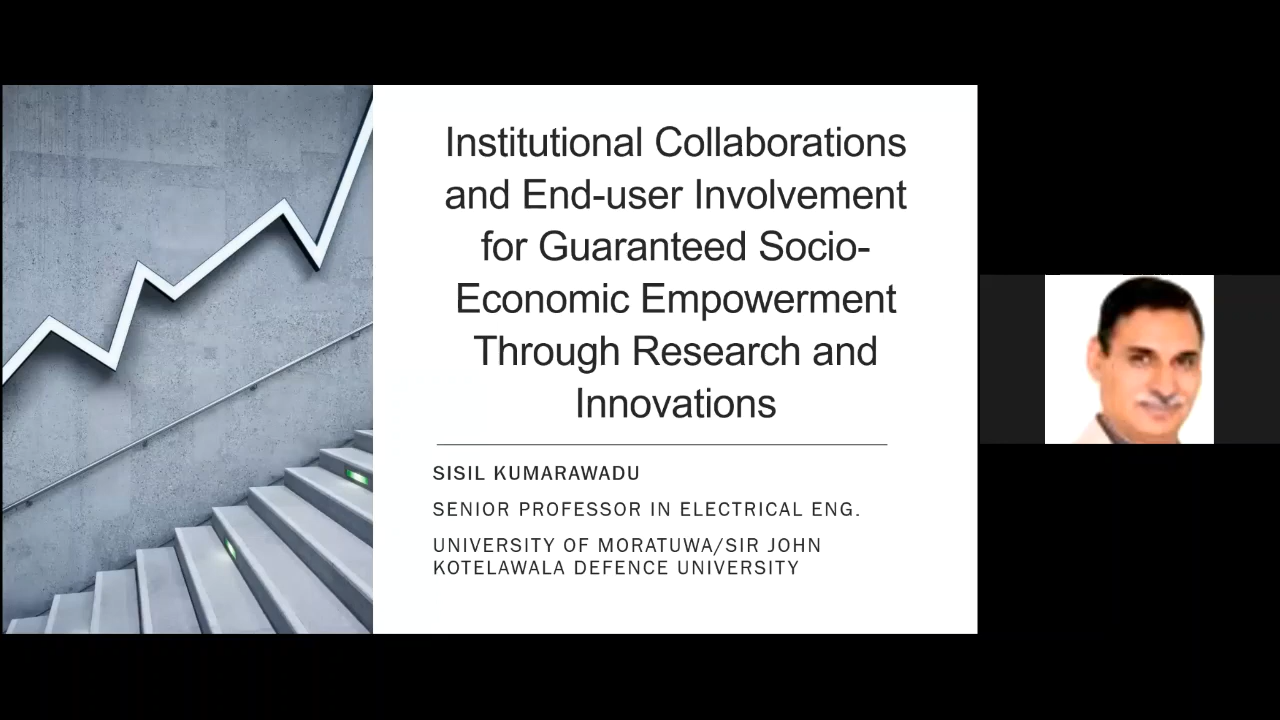 Institutional Collaborations
and End-user Involvement
for Guaranteed Socio-
Economic Empowerment
Through Research and
Innovations
SISIL KUMARAWADU
SENIOR PROFESSOR IN ELECTRICAL ENG.
UNIVERSITY OF MORATUWA/SIR JOHN
KOTELAWALA DEFENCE UNIVERSITY